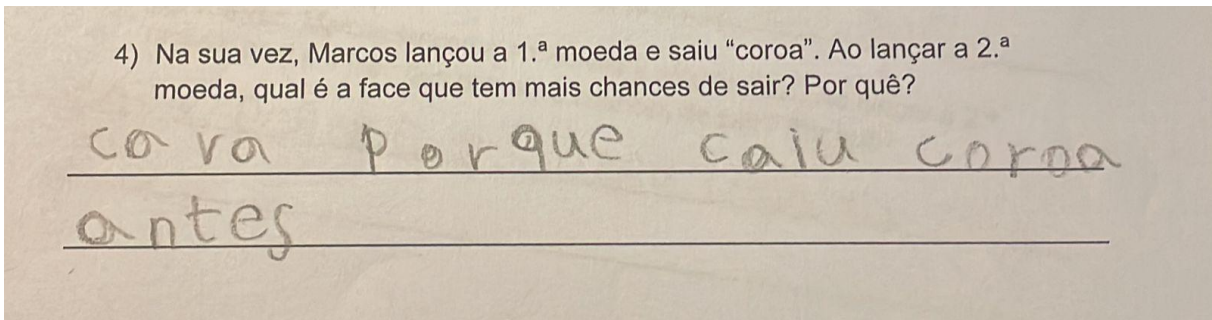 4) Na sua vez, Marcos lançou a 1.ª moeda e saiu “coroa”. Ao lançar a 2.ª
moeda, qual é a face que tem mais chances de sair? Por quê?
cara porque caiu coroa
antes